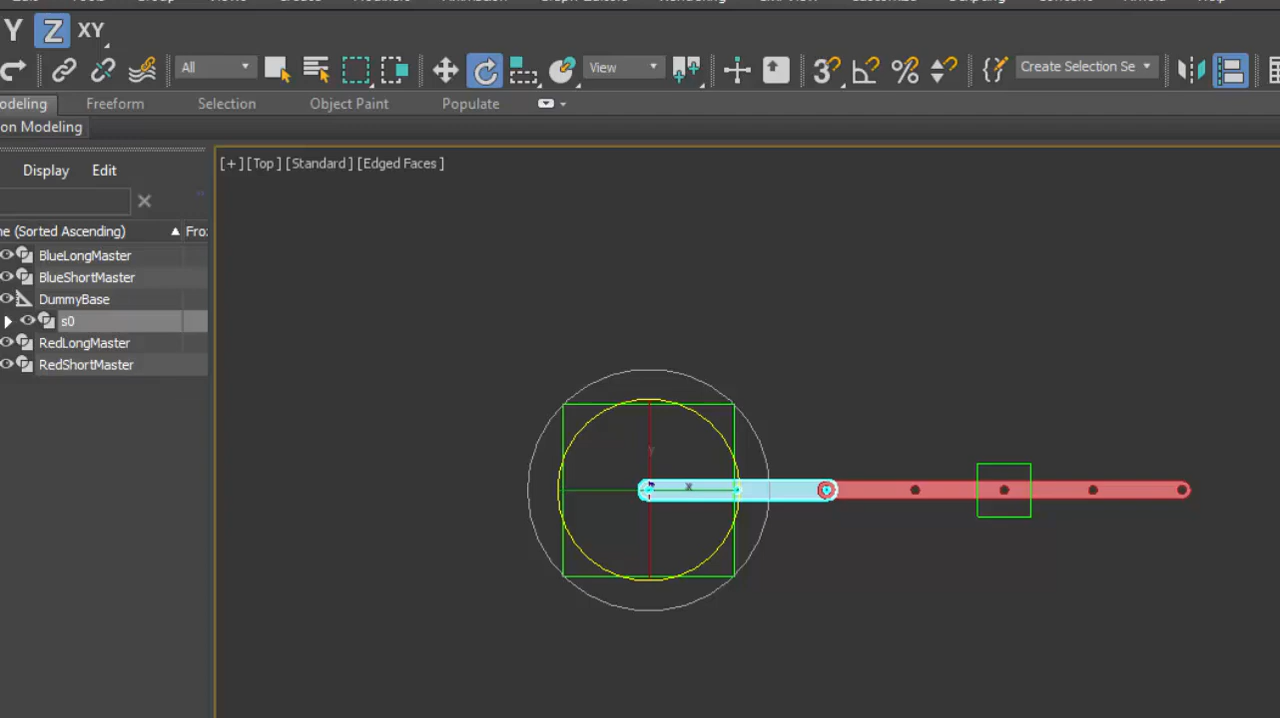 Y Z XY
All View 3 % Create Selection Se
odeling Freeform Selection Object Paint Populate
on Modeling
[+] [Top ] [Standard ] [Edged Faces ]
Display Edit
ne (Sorted Ascending) Fro:
BlueLongMaster
BlueShortMaster
DummyBase
s0
RedLongMaster
RedShortMaster
y
x